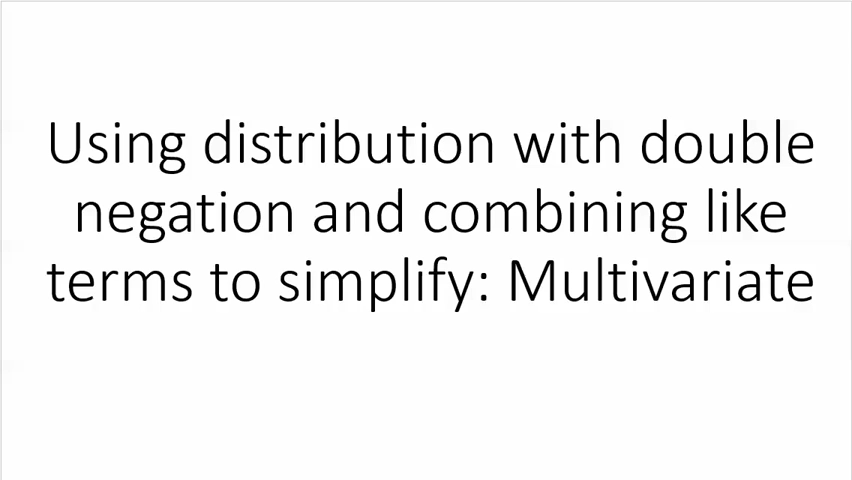 Using distribution with double
negation and combining like
terms to simplify: Multivariate